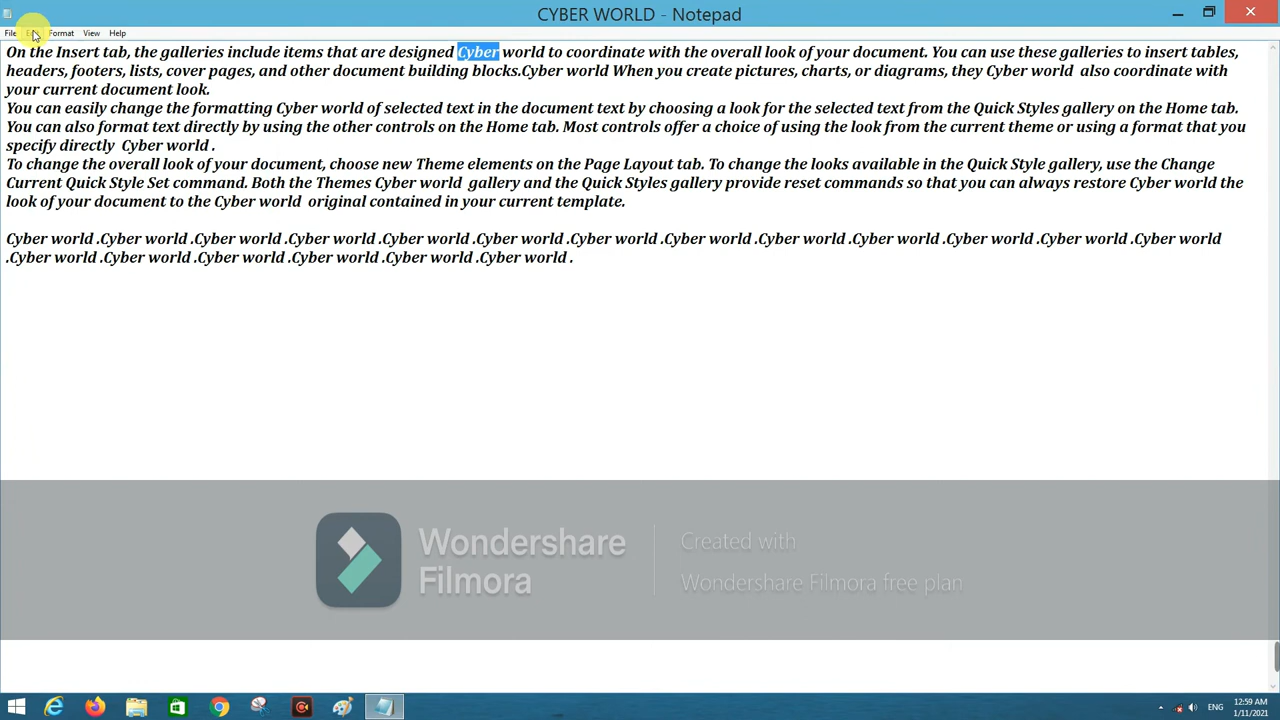 CYBER WORLD - Notepad
File Edit Format View Help
On the Insert tab, the galleries include items that are designed Cyber world to coordinate with the overall look of your document. You can use these galleries to insert tables,
headers, footers, lists, cover pages, and other document building blocks.Cyber world When you create pictures, charts, or diagrams, they Cyber world  also coordinate with
your current document look.
You can easily change the formatting Cyber world of selected text in the document text by choosing a look for the selected text from the Quick Styles gallery on the Home tab.
You can also format text directly by using the other controls on the Home tab. Most controls offer a choice of using the look from the current theme or using a format that you
specify directly  Cyber world .
To change the overall look of your document, choose new Theme elements on the Page Layout tab. To change the looks available in the Quick Style gallery, use the Change
Current Quick Style Set command. Both the Themes Cyber world  gallery and the Quick Styles gallery provide reset commands so that you can always restore Cyber world the
look of your document to the Cyber world  original contained in your current template.
Cyber world .Cyber world .Cyber world .Cyber world .Cyber world .Cyber world .Cyber world .Cyber world .Cyber world .Cyber world .Cyber world .Cyber world .Cyber world
.Cyber world .Cyber world .Cyber world .Cyber world .Cyber world .Cyber world .
Wondershare
Filmora
Created with
Wondershare Filmora free plan
ENG
12:59 AM
1/11/2021